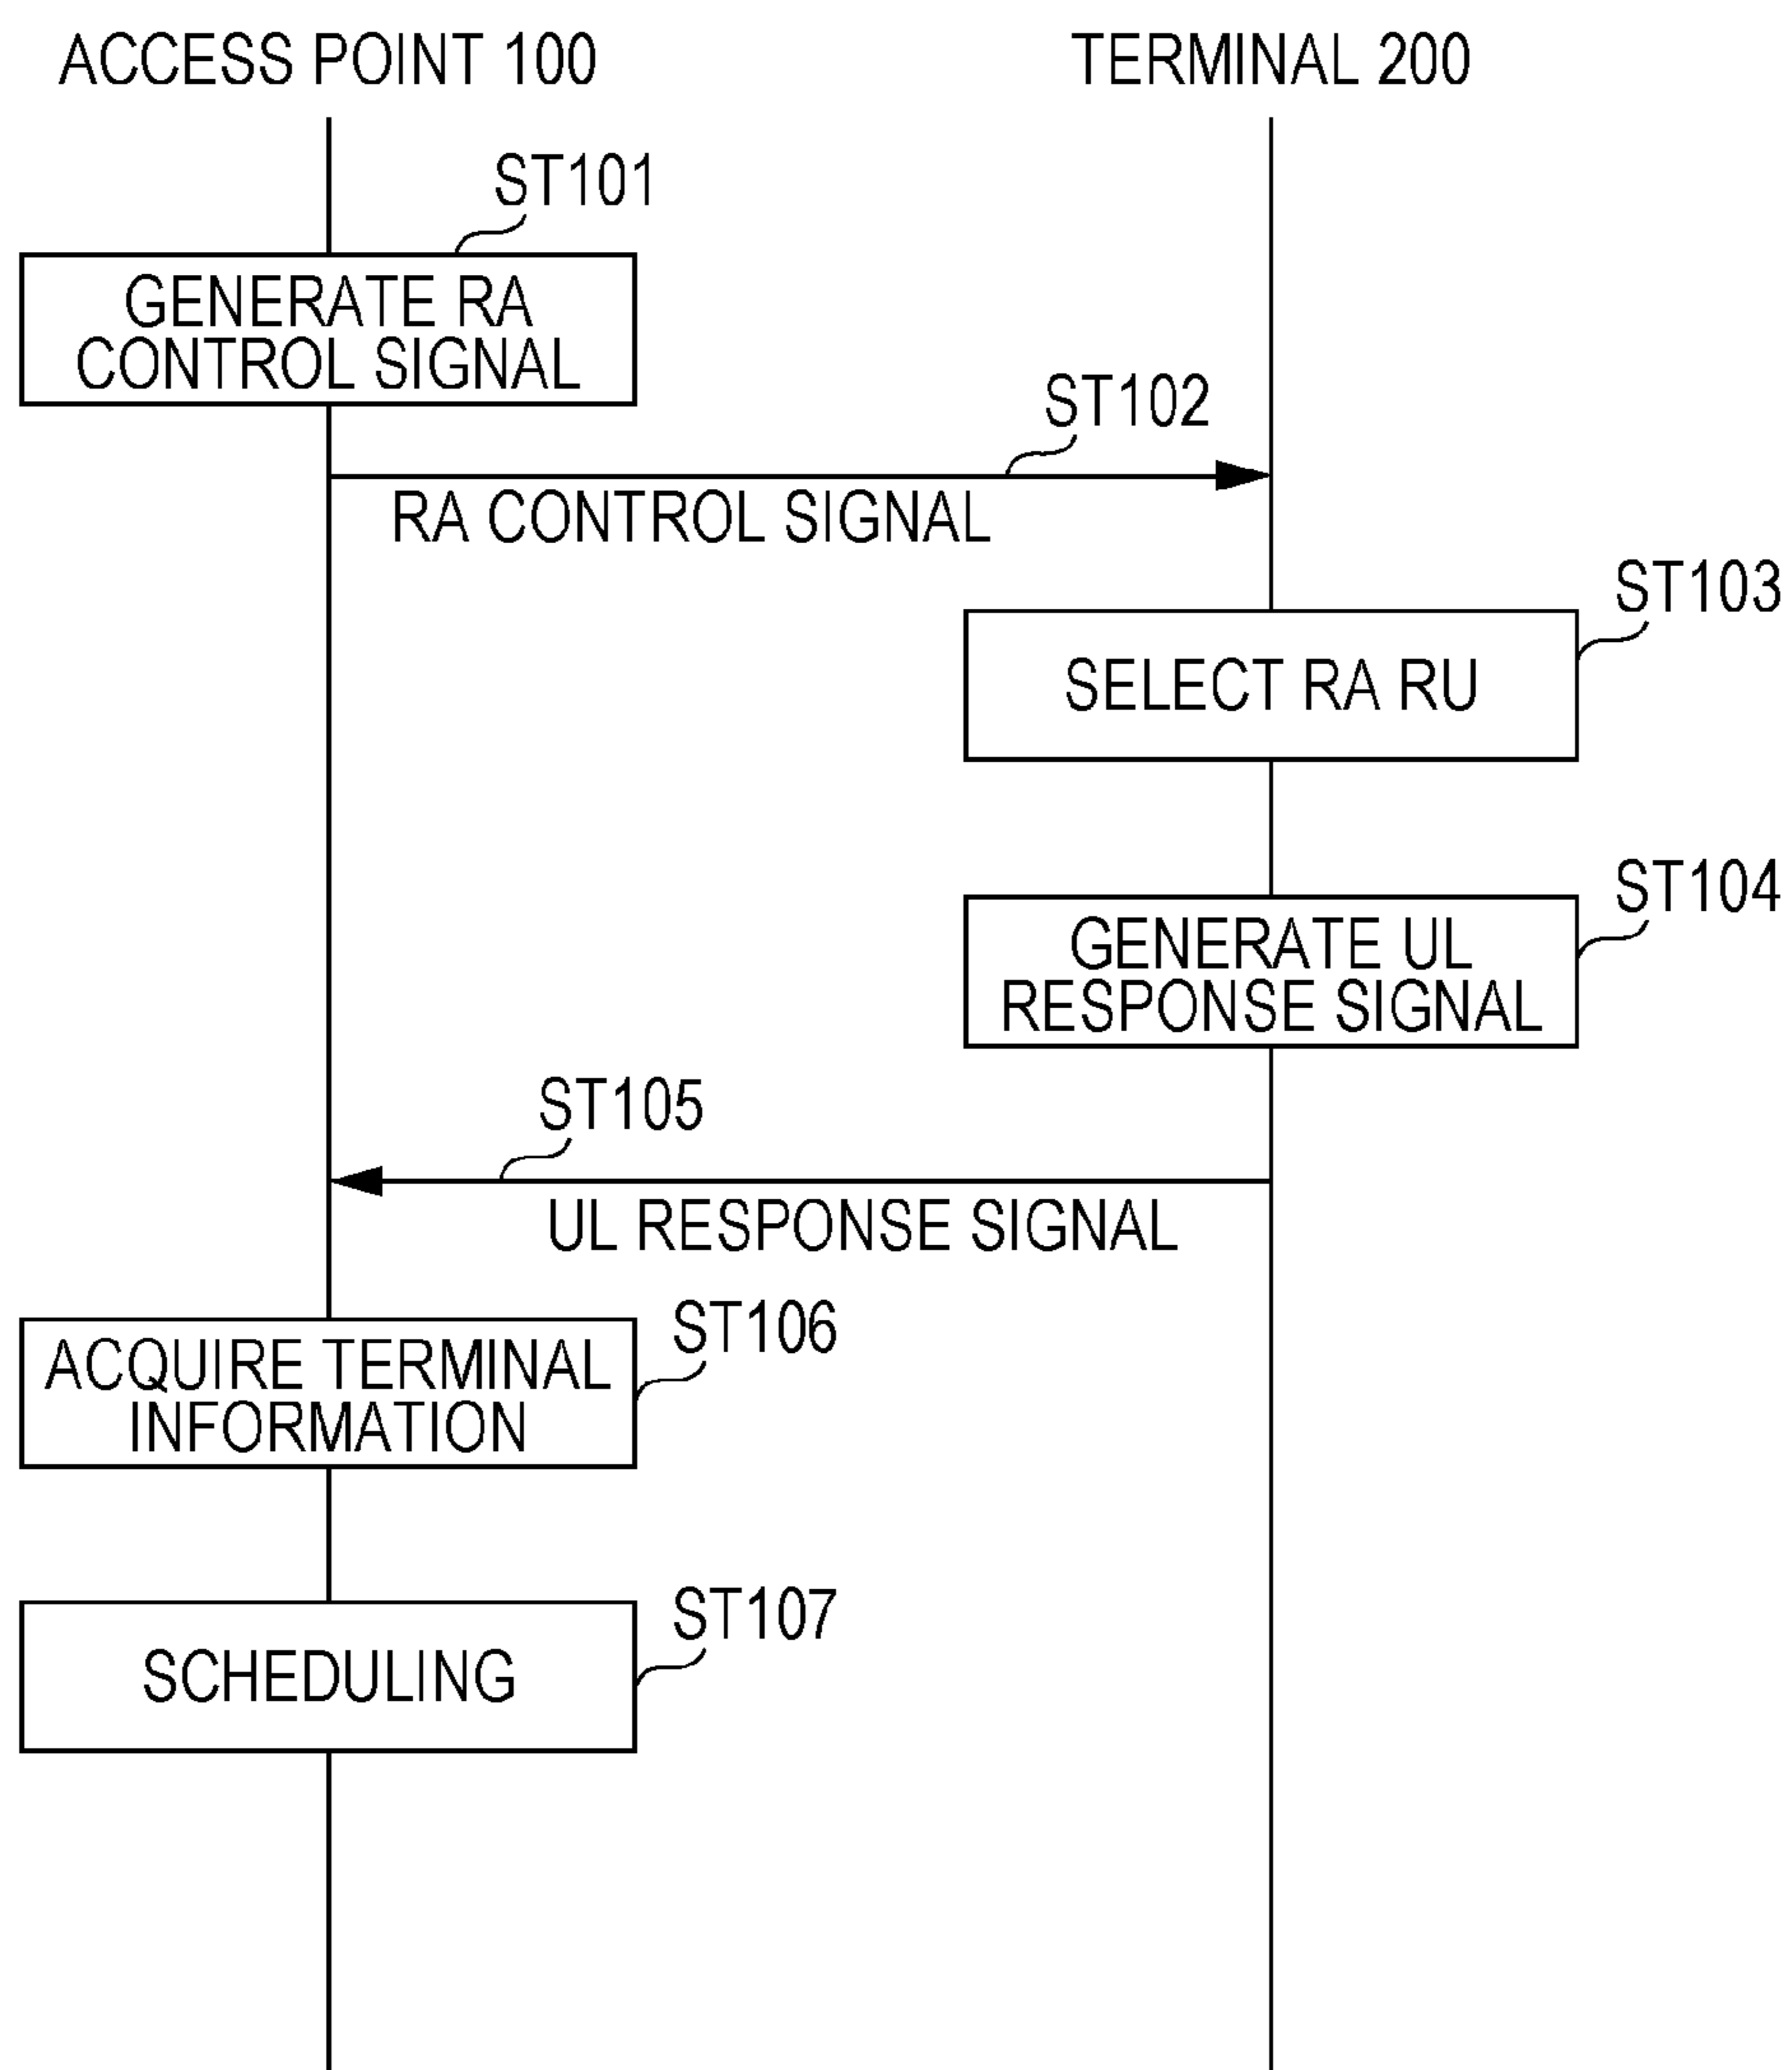 ACCESS POINT 100
TERMINAL 200
ST101
GENERATE RA
CONTROL SIGNAL
ST102
RA CONTROL SIGNAL
ST103
SELECT RA RU
ST104
GENERATE UL
RESPONSE SIGNAL
ST105
UL RESPONSE SIGNAL
ST106
ACQUIRE TERMINAL
INFORMATION
ST107
SCHEDULING